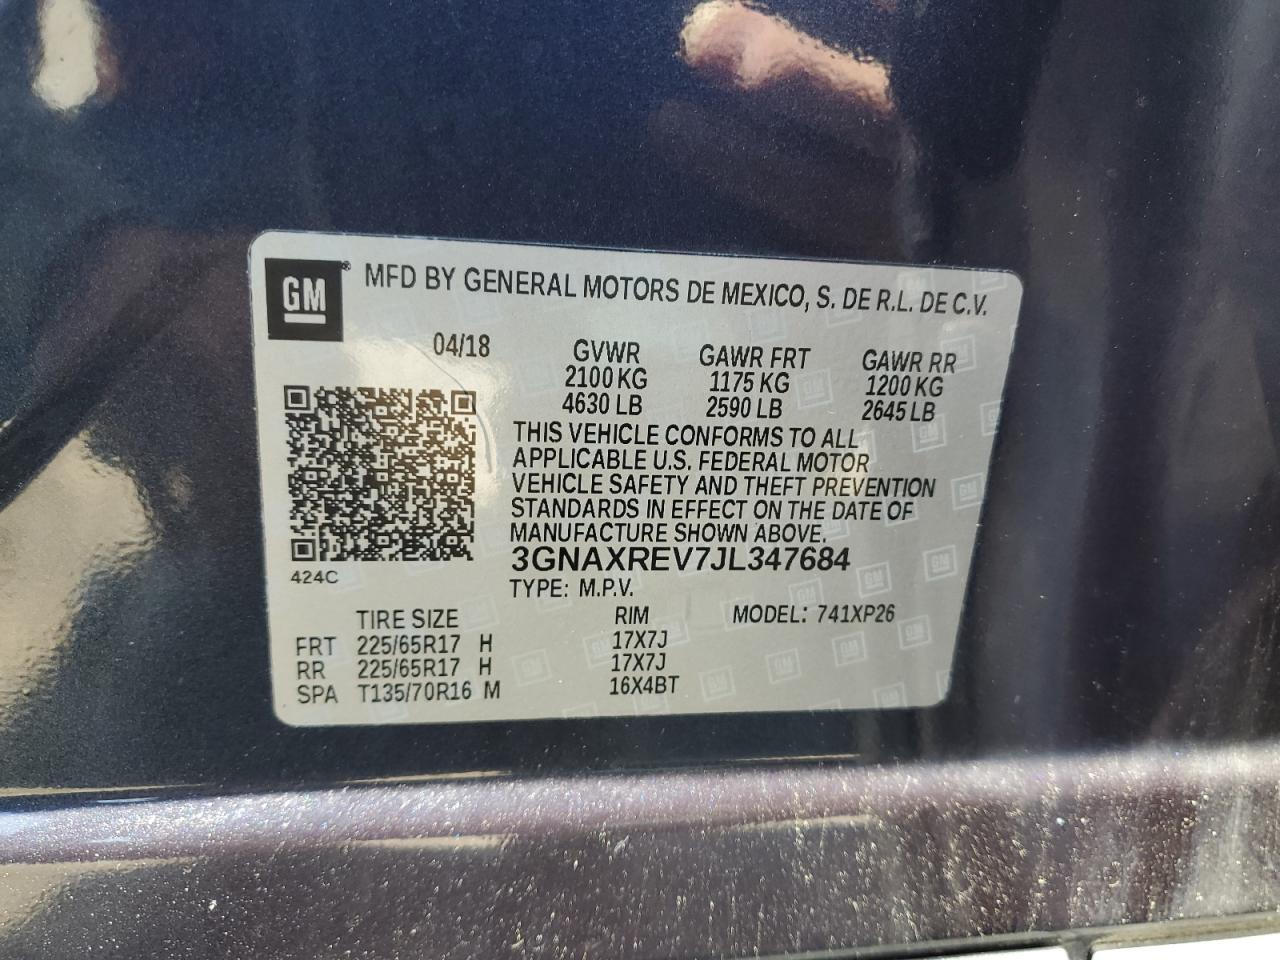 GM® MFD BY GENERAL MOTORS DE MEXICO, S. DE R.L. DE C.V.
04/18
GVWR GAWR FRT GAWR RR
2100 KG 1175 KG 1200 KG
4630 LB 2590 LB 2645 LB
THIS VEHICLE CONFORMS TO ALL
APPLICABLE U.S. FEDERAL MOTOR
VEHICLE SAFETY AND THEFT PREVENTION
STANDARDS IN EFFECT ON THE DATE OF
MANUFACTURE SHOWN ABOVE.
3GNAXREV7JL347684
424C
TYPE: M.P.V.
TIRE SIZE RIM MODEL: 741XP26
FRT 225/65R17 H 17X7J
RR 225/65R17 H 17X7J
SPA T135/70R16 M 16X4BT